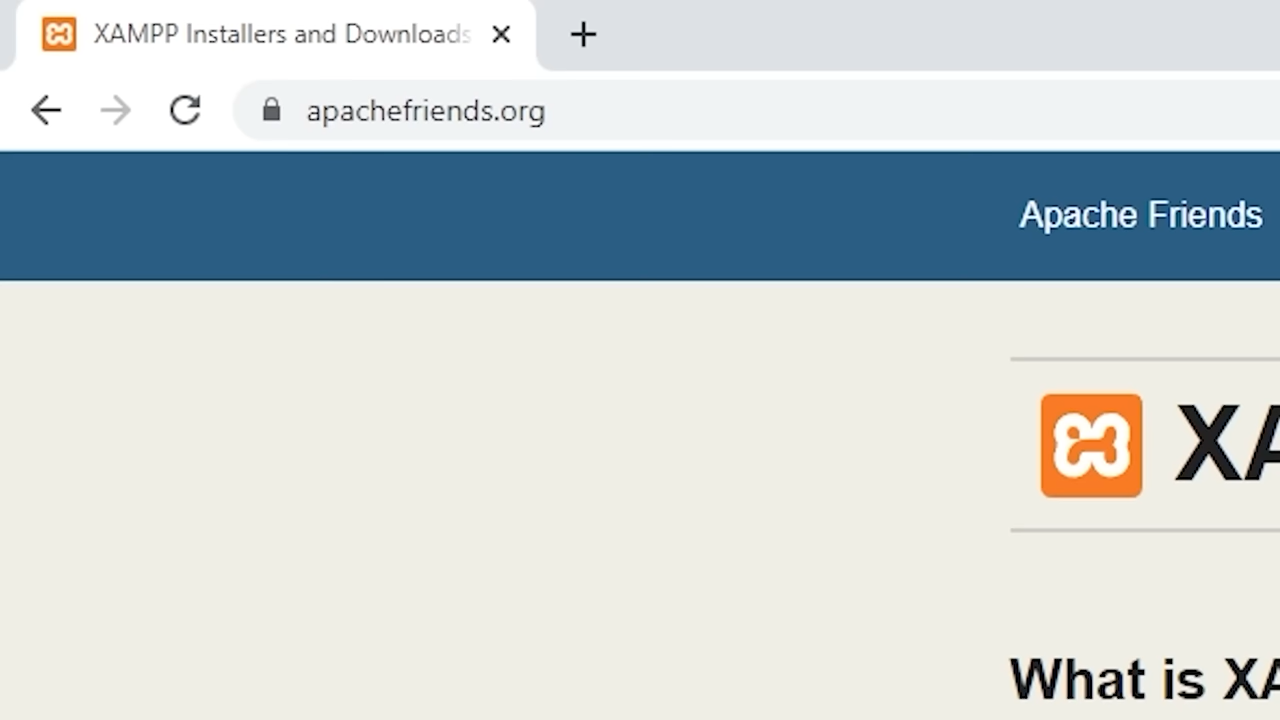 XAMPP Installers and Downloads
apachefriends.org
Apache Friends
XA
What is XA